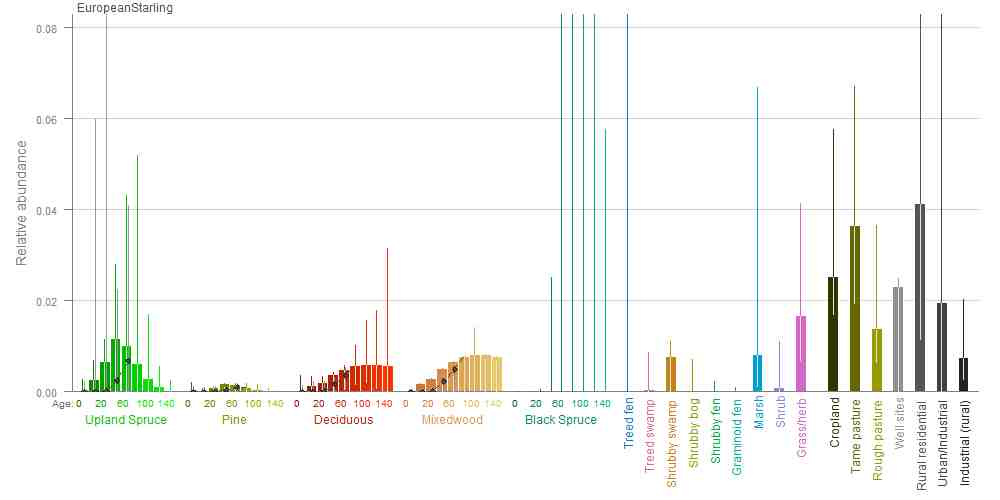 EuropeanStarling
Relative abundance
0.08
0.06
0.04
0.02
0.00
Age: 0 20 60 100 140 0 20 60 100 140 0 20 60 100 140 0 20 60 100 140 0 20 60 100 140
Upland Spruce Pine Deciduous Mixedwood Black Spruce
Treed fen
Treed swamp
Shrubby swamp
Shrubby bog
Shrubby fen
Graminoid fen
Marsh
Shrub
Grass/herb
Cropland
Tame pasture
Rough pasture
Well sites
Rural residential
Urban/Industrial
Industrial (rural)